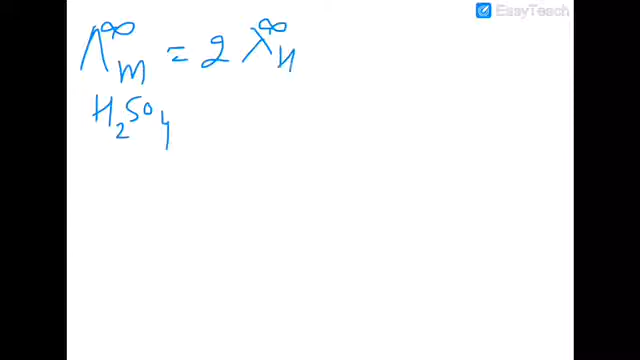 EasyTeach
Λ∞m = 2 λ∞H
H2SO4